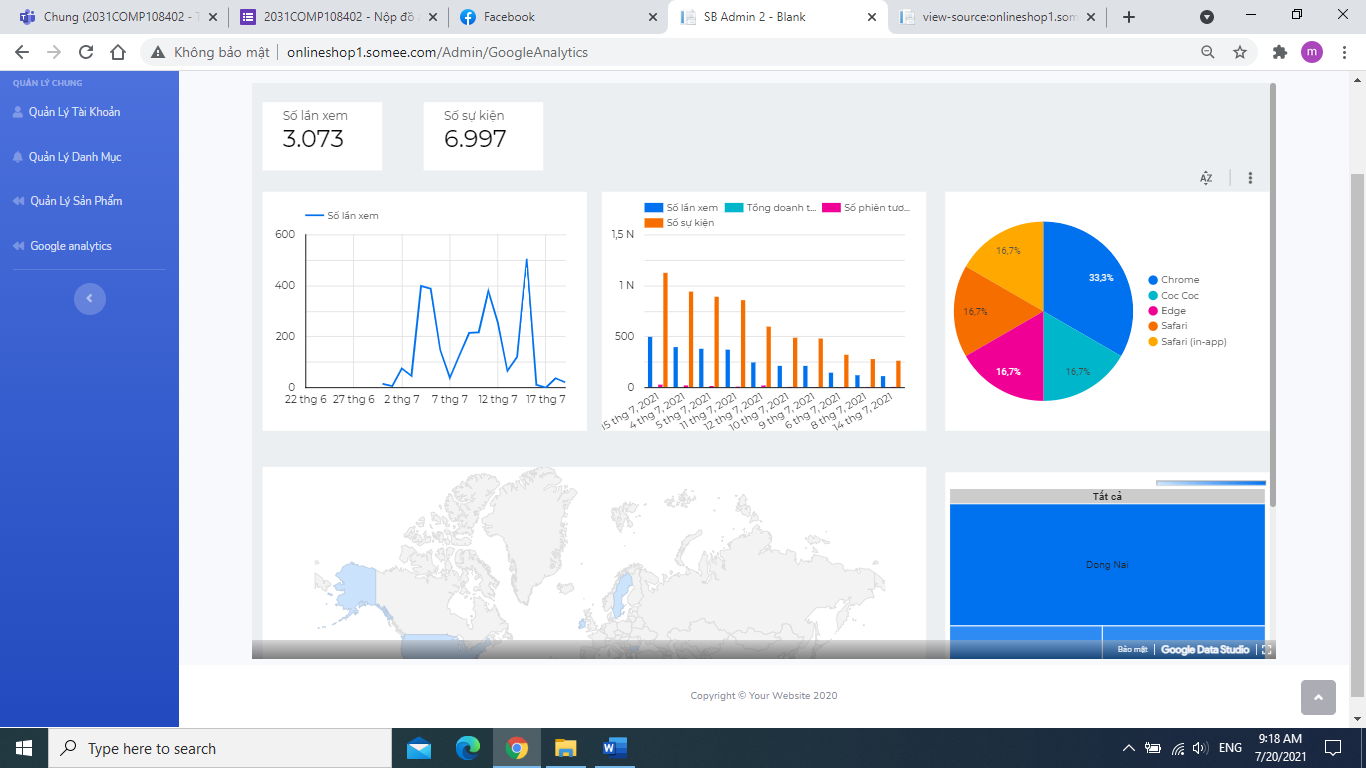 Chung (2031COMP108402 - T
2031COMP108402 - Nộp đồ
Facebook
SB Admin 2 - Blank
view-source:onlineshop1.som
Không bảo mật
onlineshop1.somee.com/Admin/GoogleAnalytics
m
QUẢN LÝ CHUNG
Quản Lý Tài Khoản
Quản Lý Danh Mục
Quản Lý Sản Phẩm
Google analytics
Số lần xem
3.073
Số sự kiện
6.997
AZ
Số lần xem
600
400
200
0
22 thg 6 27 thg 6 2 thg 7 7 thg 7 12 thg 7 17 thg 7
Số lần xem Tổng doanh t... Số phiên tươ...
Số sự kiện
1,5 N
1 N
500
0
15 thg 7, 2021
4 thg 7, 2021
5 thg 7, 2021
11 thg 7, 2021
12 thg 7, 2021
10 thg 7, 2021
9 thg 7, 2021
6 thg 7, 2021
8 thg 7, 2021
14 thg 7, 2021
33,3%
16,7%
16,7%
16,7%
16,7%
Chrome
Coc Coc
Edge
Safari
Safari (in-app)
Tất cả
Dong Nai
Bảo mật Google Data Studio
Copyright © Your Website 2020
Type here to search
ENG
9:18 AM
7/20/2021